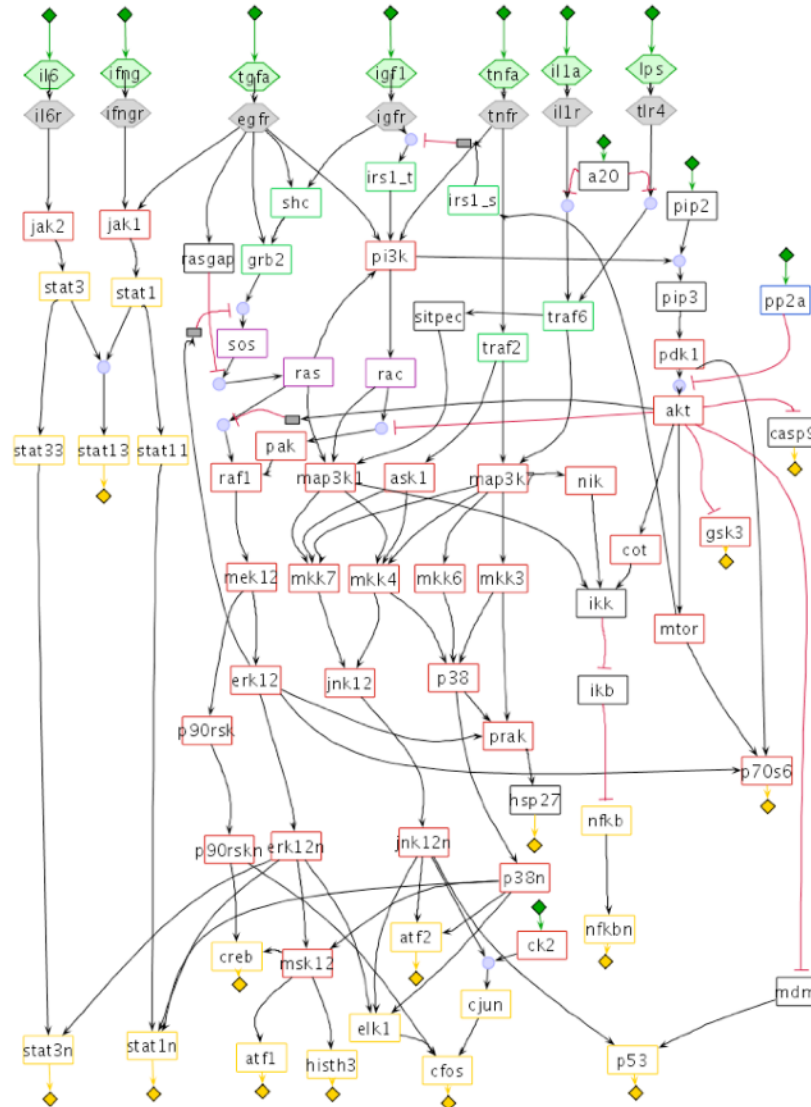 il6
ifng
tgfa
igf1
tnfa
il1a
lps
il6r
ifngr
egfr
igfr
tnfr
il1r
tlr4
irs1_t
a20
shc
irs1_s
pip2
jak2
jak1
rasgap
grb2
pi3k
stat3
stat1
pip3
pp2a
sitpec
traf6
sos
traf2
pdk1
ras
rac
akt
casp9
stat33
stat13
stat11
pak
raf1
map3k1
ask1
map3k7
nik
gsk3
cot
mek12
mkk7
mkk4
mkk6
mkk3
ikk
mtor
erk12
jnk12
p38
ikb
p90rsk
prak
p70s6
hsp27
nfkb
p90rskn
erk12n
jnk12n
p38n
nfkbn
creb
msk12
atf2
ck2
cjun
mdm
stat3n
stat1n
atf1
histh3
elk1
cfos
p53